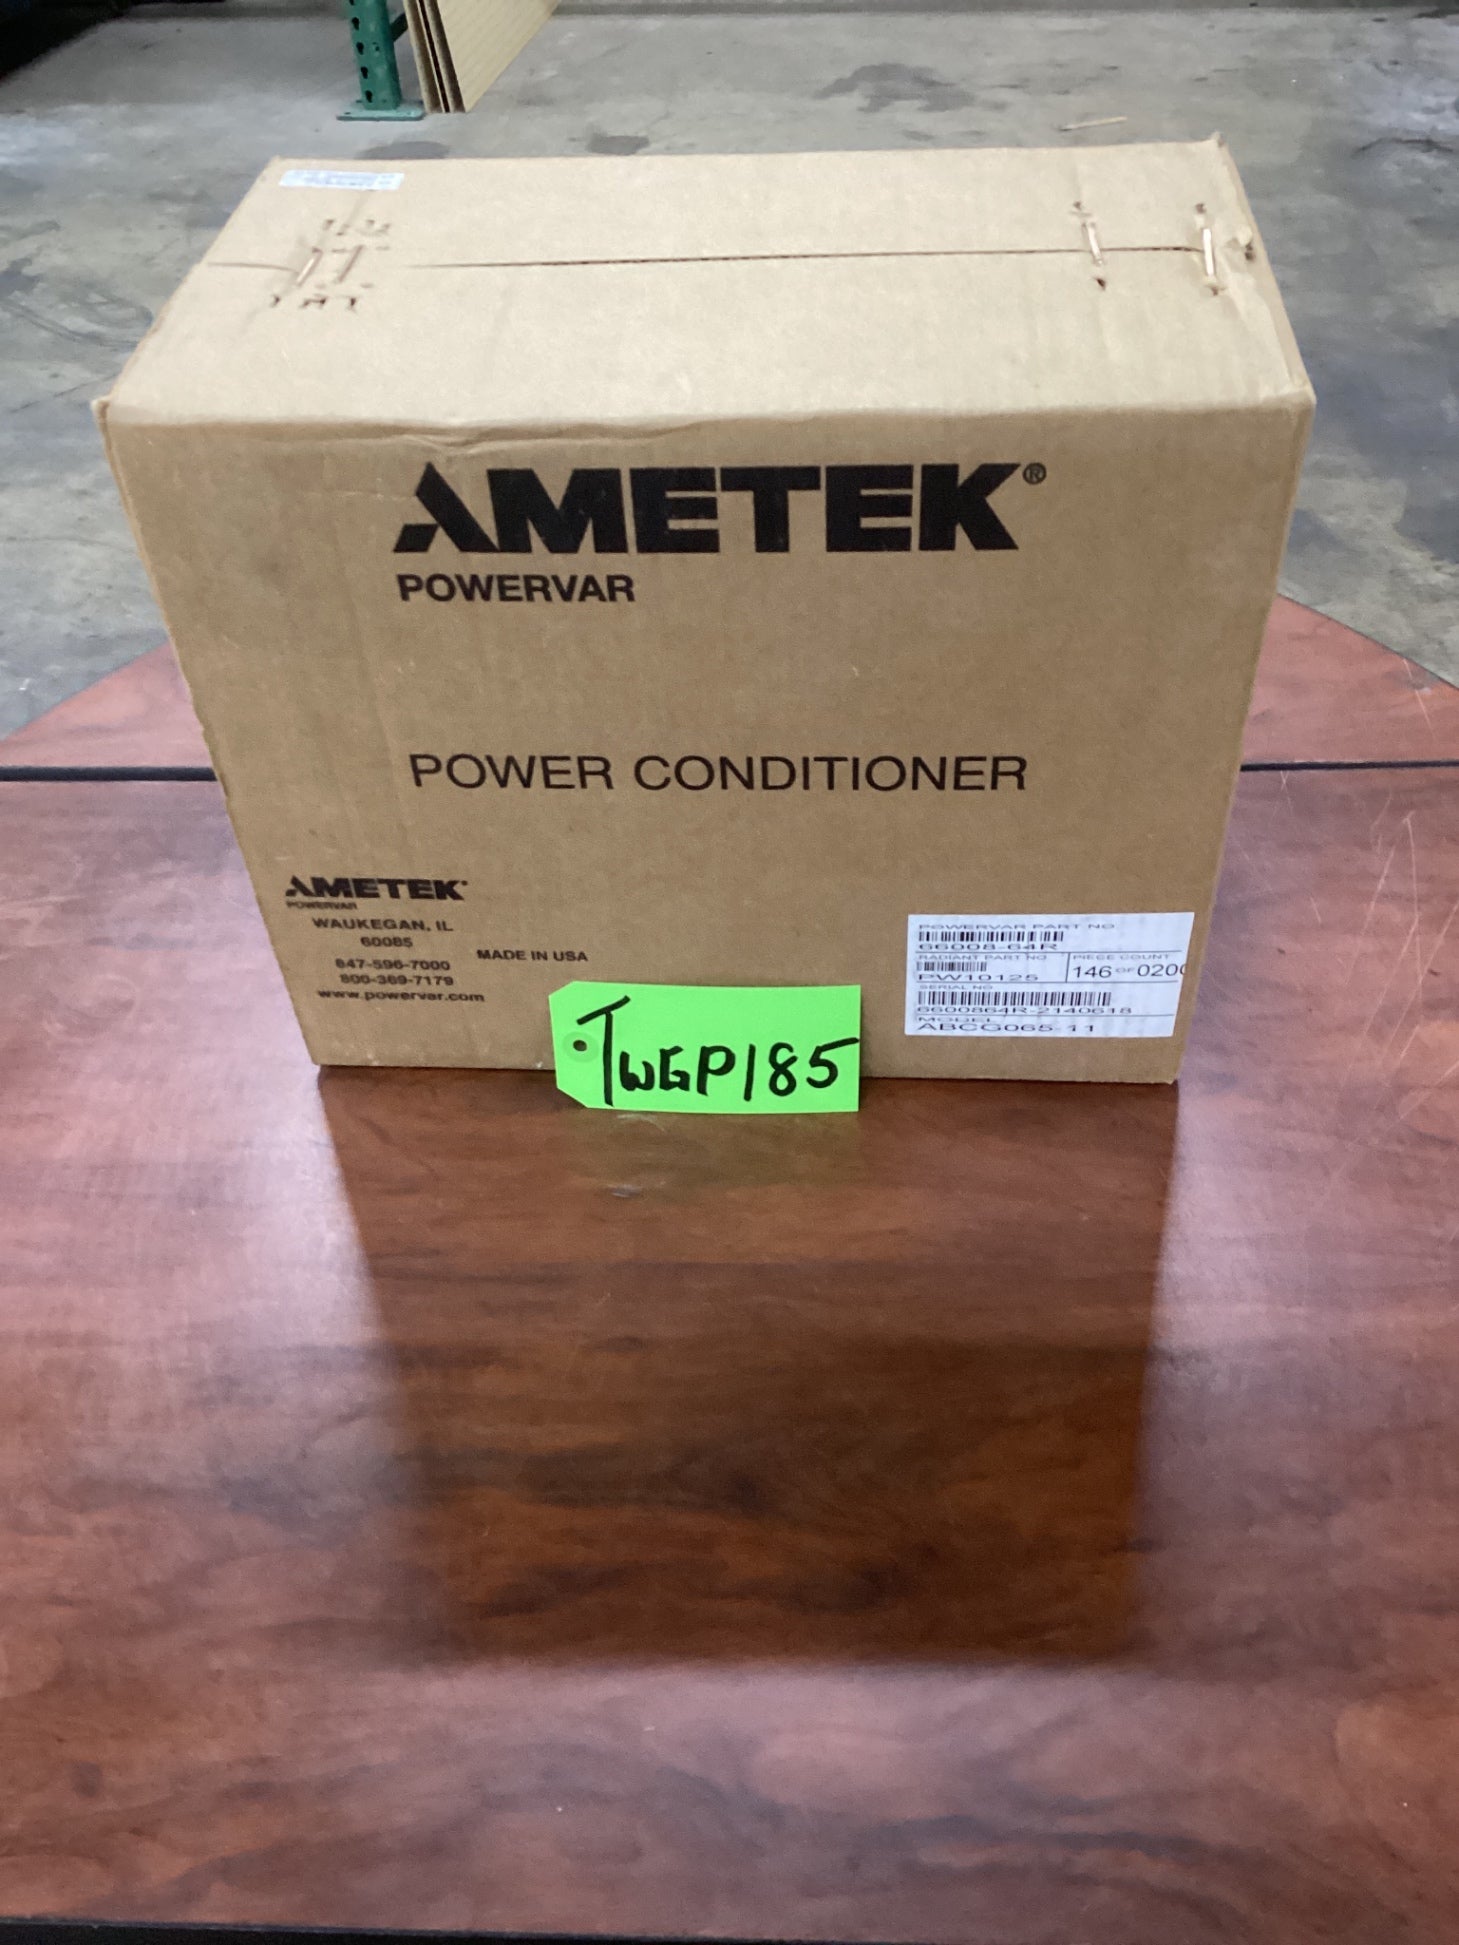 AMETEK®
POWERVAR
POWER CONDITIONER
AMETEK®
POWERVAR
WAUKEGAN, IL
60085
847-596-7000
800-369-7179
www.powervar.com
MADE IN USA
POWERVAR PART NO
66008-64R
RADIANT PART NO
PW10125
PIECE COUNT
146 OF 0200
SERIAL NO
6600864R-2140618
MODEL
ABCG065-11
TWGP185